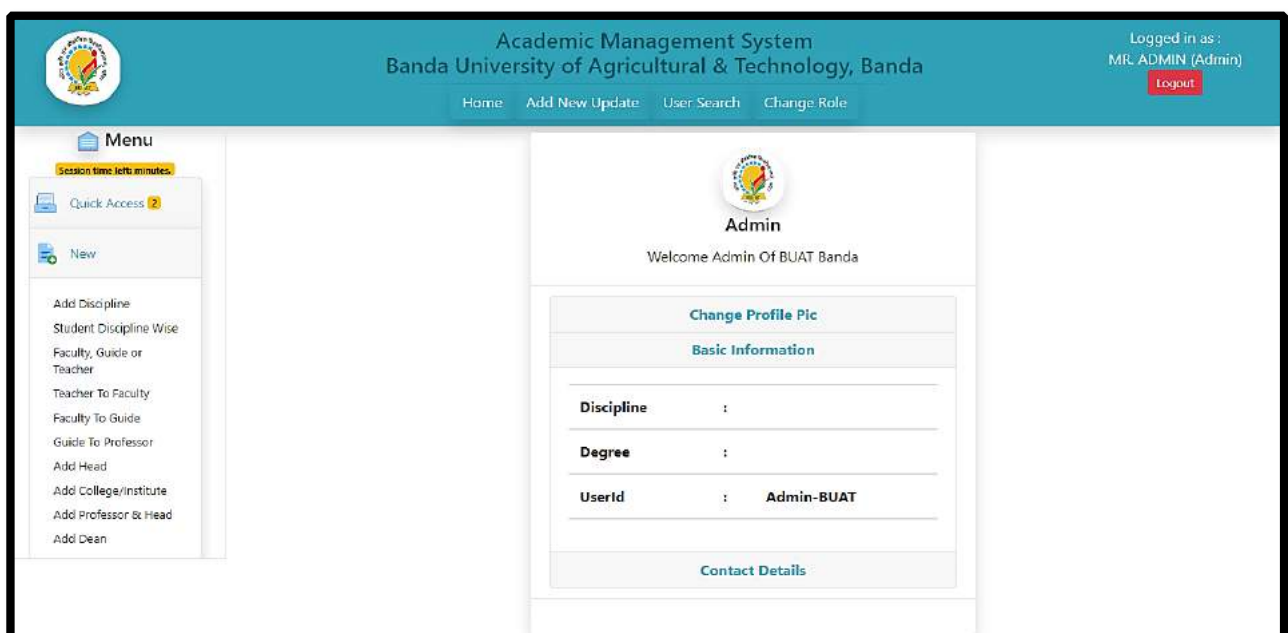 Academic Management System
Banda University of Agricultural & Technology, Banda
Home Add New Update User Search Change Role
Logged in as :
MR. ADMIN (Admin)
Logout
Menu
Session time left: minutes.
Quick Access 2
New
Add Discipline
Student Discipline Wise
Faculty, Guide or
Teacher
Teacher To Faculty
Faculty To Guide
Guide To Professor
Add Head
Add College/Institute
Add Professor & Head
Add Dean
Admin
Welcome Admin Of BUAT Banda
Change Profile Pic
Basic Information
Discipline :
Degree :
UserId : Admin-BUAT
Contact Details